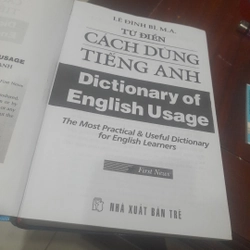 LÊ ĐÌNH BÌ, M.A.
TỪ ĐIỂN
CÁCH DÙNG
TIẾNG ANH
Dictionary of
English Usage
The Most Practical & Useful Dictionary
for English Learners
First News
NHÀ XUẤT BẢN TRẺ
USAGE
ANH